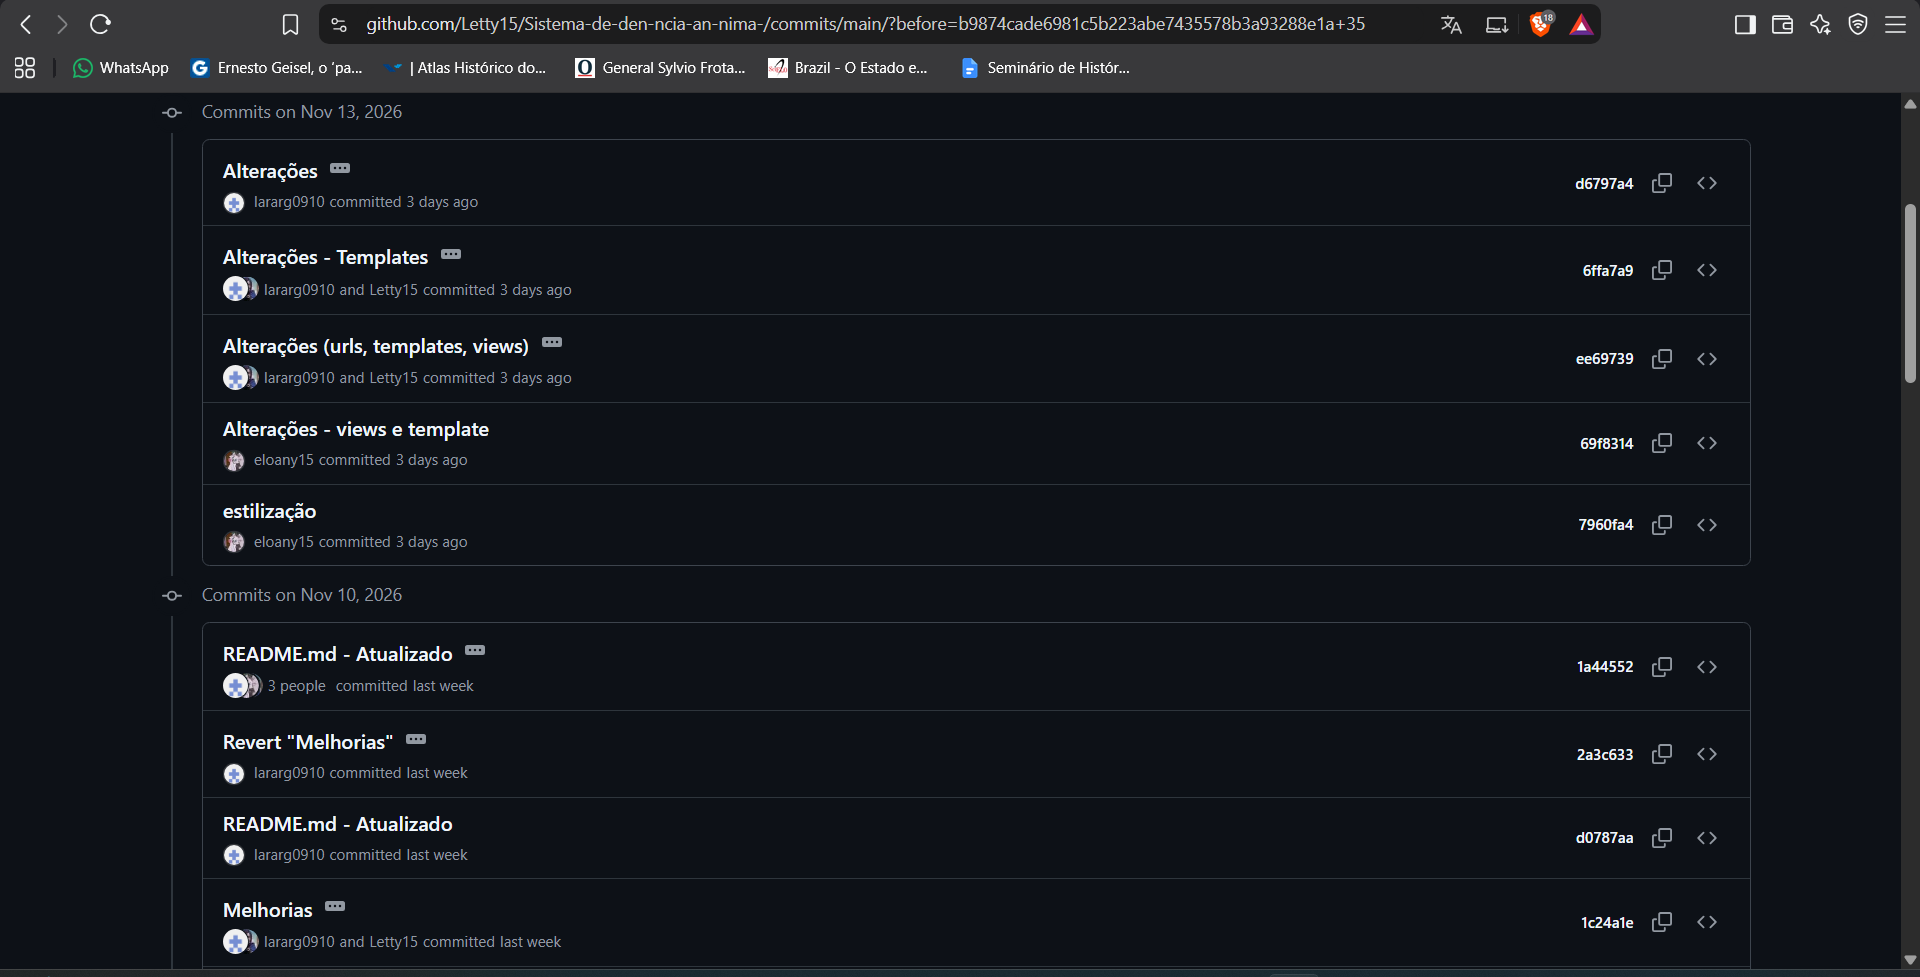 github.com/Letty15/Sistema-de-den-ncia-an-nima-/commits/main/?before=b9874cade6981c5b223abe7435578b3a93288e1a+35
18
WhatsApp
Ernesto Geisel, o 'pa...
| Atlas Histórico do...
General Sylvio Frota...
Brazil - O Estado e...
Seminário de Histór...
Commits on Nov 13, 2026
Alterações
d6797a4
lararg0910 committed 3 days ago
Alterações - Templates
6ffa7a9
lararg0910 and Letty15 committed 3 days ago
Alterações (urls, templates, views)
ee69739
lararg0910 and Letty15 committed 3 days ago
Alterações - views e template
69f8314
eloany15 committed 3 days ago
estilização
7960fa4
eloany15 committed 3 days ago
Commits on Nov 10, 2026
README.md - Atualizado
1a44552
3 people committed last week
Revert "Melhorias"
2a3c633
lararg0910 committed last week
README.md - Atualizado
d0787aa
lararg0910 committed last week
Melhorias
1c24a1e
lararg0910 and Letty15 committed last week